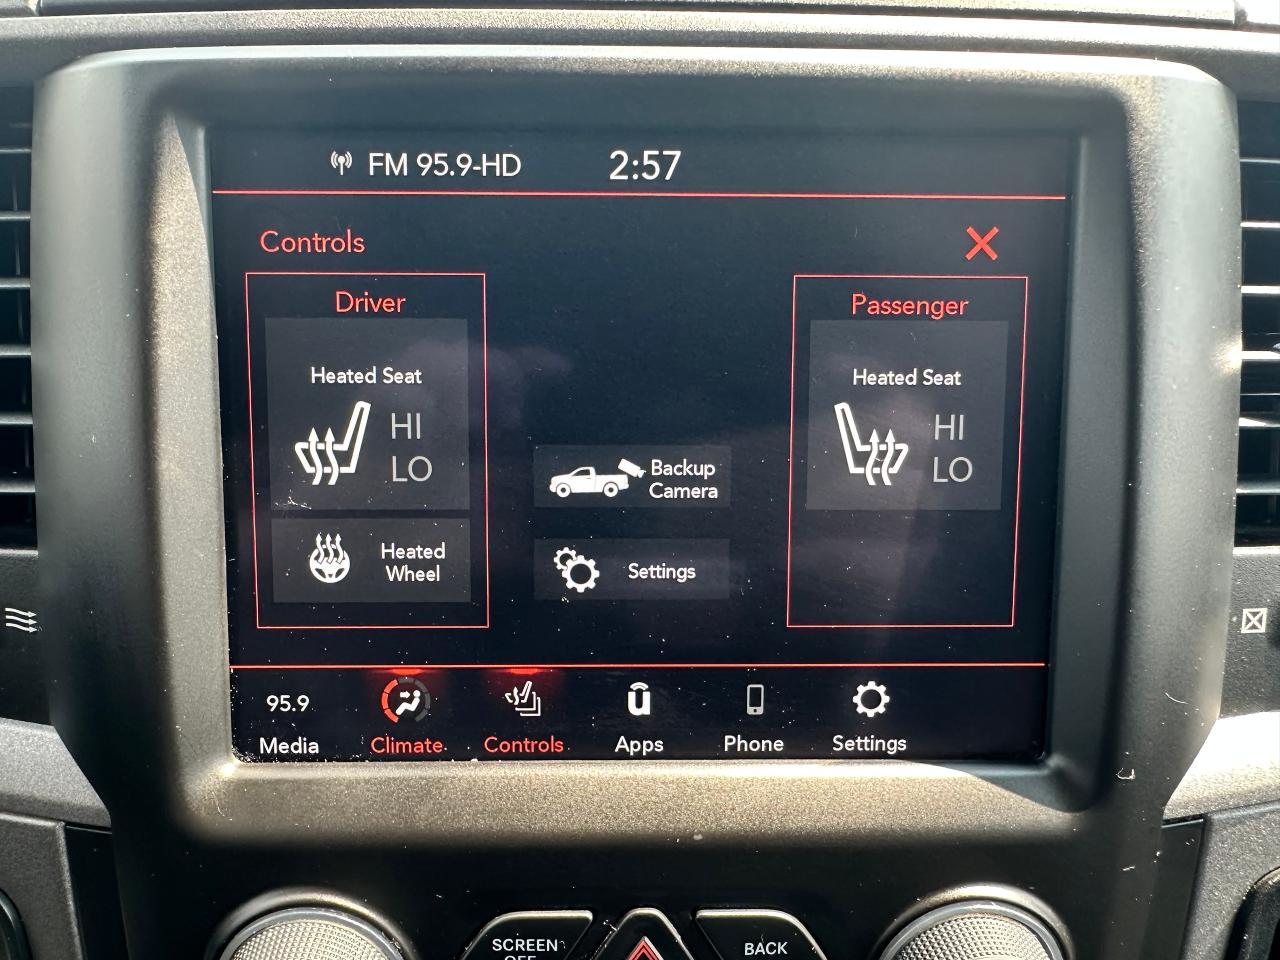 FM 95.9-HD 2:57
Controls
Driver
Heated Seat
HI
LO
Heated
Wheel
Backup
Camera
Settings
Passenger
Heated Seat
HI
LO
95.9
Media Climate Controls Apps Phone Settings
SCREEN
OFF
BACK